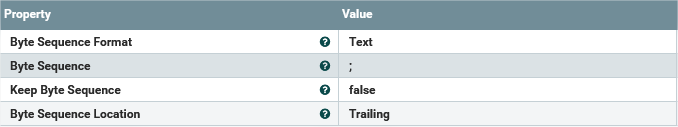 Property Value
Byte Sequence Format ? Text
Byte Sequence ? ;
Keep Byte Sequence ? false
Byte Sequence Location ? Trailing